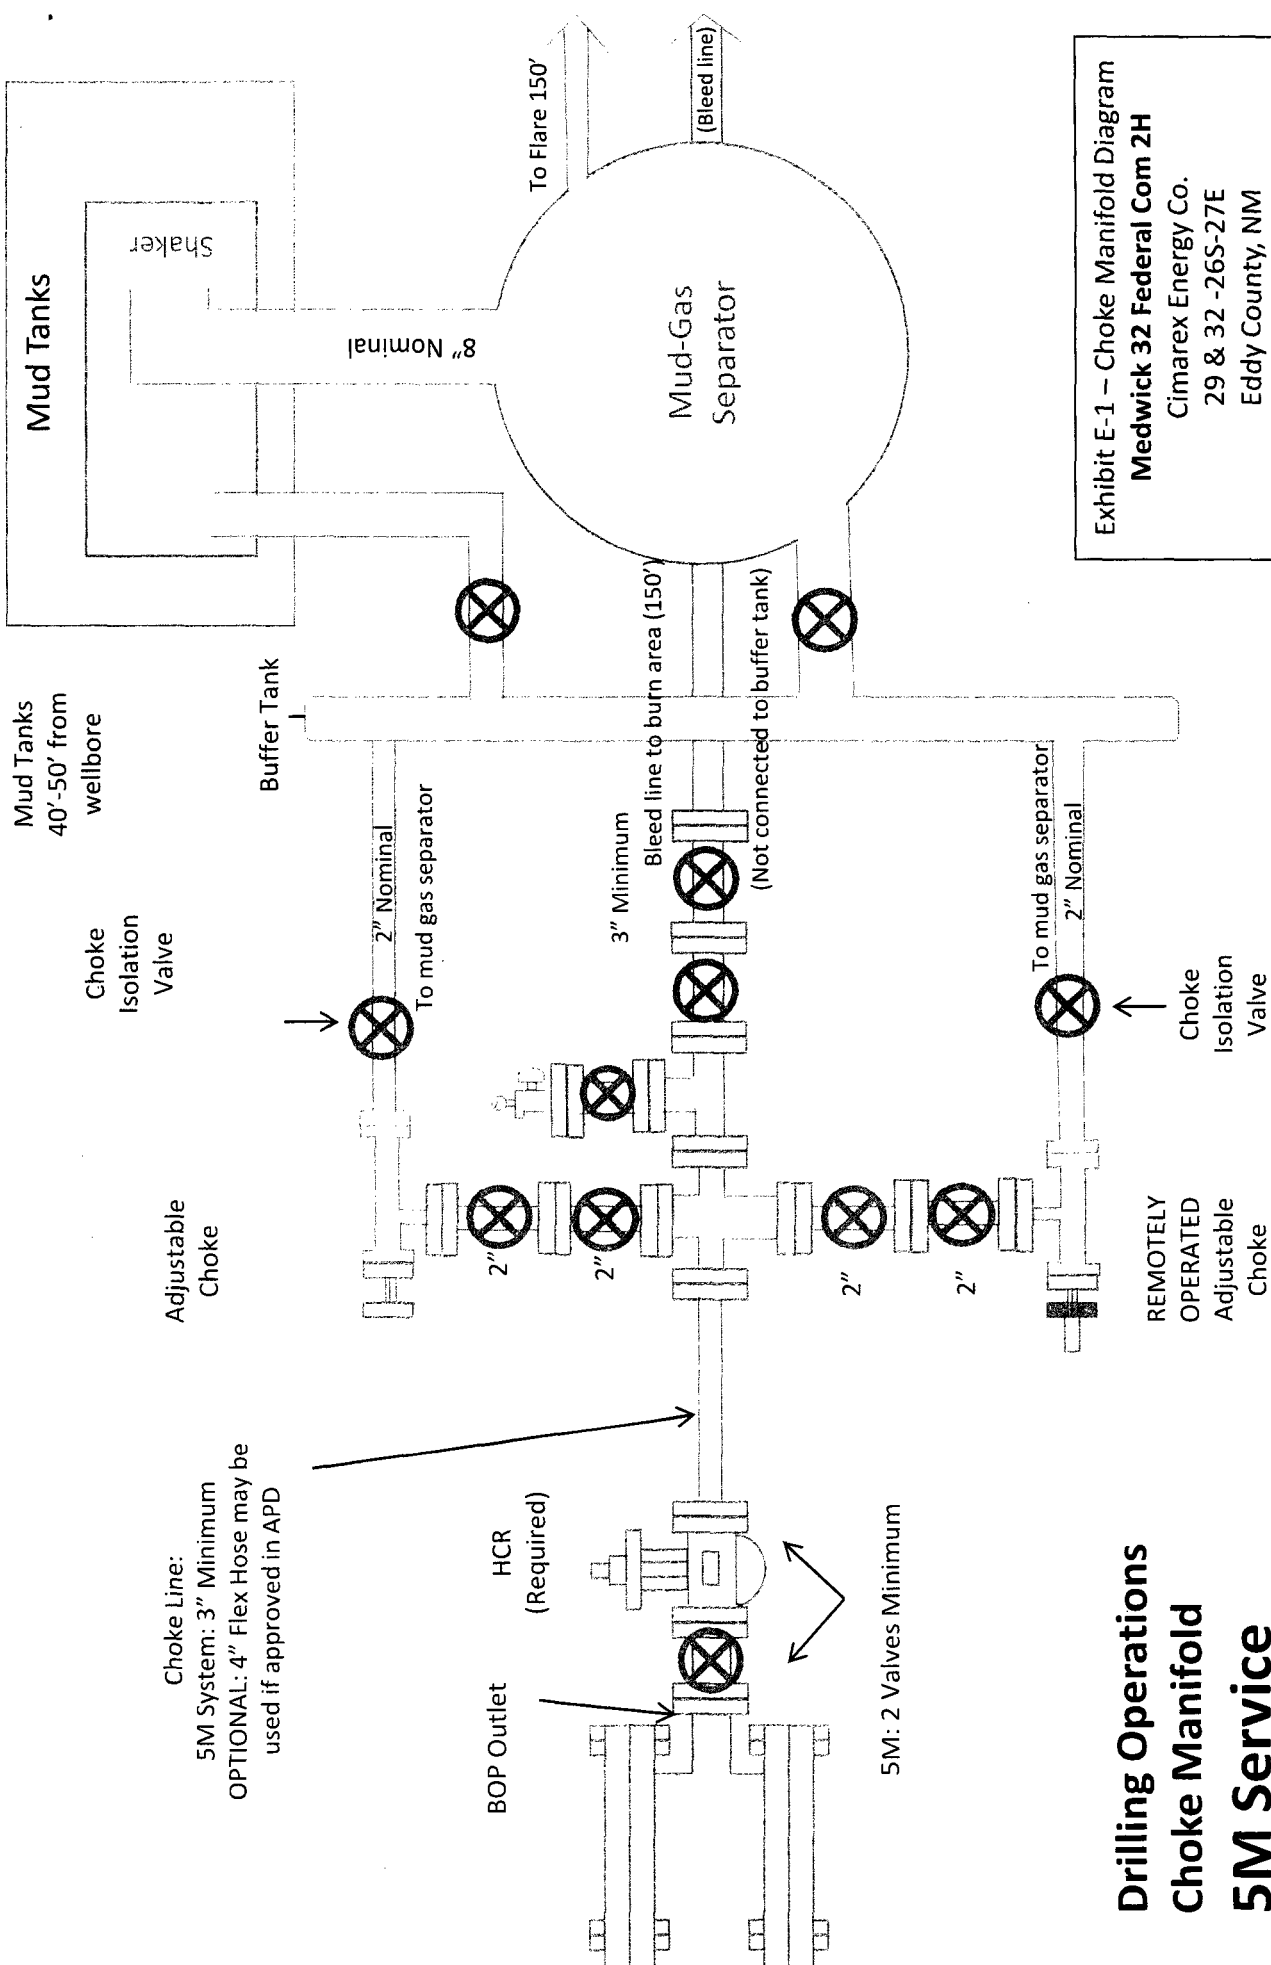 Mud Tanks
40'-50' from
wellbore
Mud Tanks
Shaker
8" Nominal
Buffer Tank
Choke
Isolation
Valve
2" Nominal
To mud gas separator
Adjustable
Choke
Choke Line:
5M System: 3" Minimum
OPTIONAL: 4" Flex Hose may be
used if approved in APD
BOP Outlet
HCR
(Required)
5M: 2 Valves Minimum
2"
2"
2"
2"
3" Minimum
Bleed line to burn area (150')
(Not connected to buffer tank)
Mud-Gas
Separator
To Flare 150'
(Bleed line)
To mud gas separator
2" Nominal
Choke
Isolation
Valve
REMOTELY
OPERATED
Adjustable
Choke
Drilling Operations
Choke Manifold
5M Service
Exhibit E-1 – Choke Manifold Diagram
Medwick 32 Federal Com 2H
Cimarex Energy Co.
29 & 32 -26S-27E
Eddy County, NM